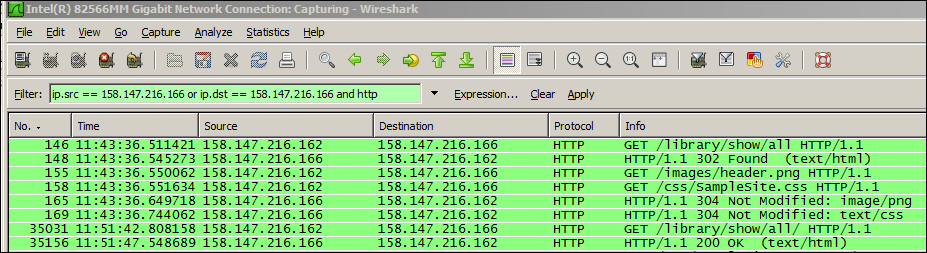 Intel(R) 82566MM Gigabit Network Connection: Capturing - Wireshark
File Edit View Go Capture Analyze Statistics Help
Filter: ip.src == 158.147.216.166 or ip.dst == 158.147.216.166 and http Expression... Clear Apply
No. Time Source Destination Protocol Info
146 11:43:36.511421 158.147.216.162 158.147.216.166 HTTP GET /library/show/all HTTP/1.1
148 11:43:36.545273 158.147.216.166 158.147.216.162 HTTP HTTP/1.1 302 Found (text/html)
155 11:43:36.550062 158.147.216.162 158.147.216.166 HTTP GET /images/header.png HTTP/1.1
158 11:43:36.551634 158.147.216.162 158.147.216.166 HTTP GET /css/SampleSite.css HTTP/1.1
165 11:43:36.649718 158.147.216.166 158.147.216.162 HTTP HTTP/1.1 304 Not Modified: image/png
169 11:43:36.744062 158.147.216.166 158.147.216.162 HTTP HTTP/1.1 304 Not Modified: text/css
35031 11:51:42.808158 158.147.216.162 158.147.216.166 HTTP GET /library/show/all/ HTTP/1.1
35156 11:51:47.548689 158.147.216.166 158.147.216.162 HTTP HTTP/1.1 200 OK (text/html)